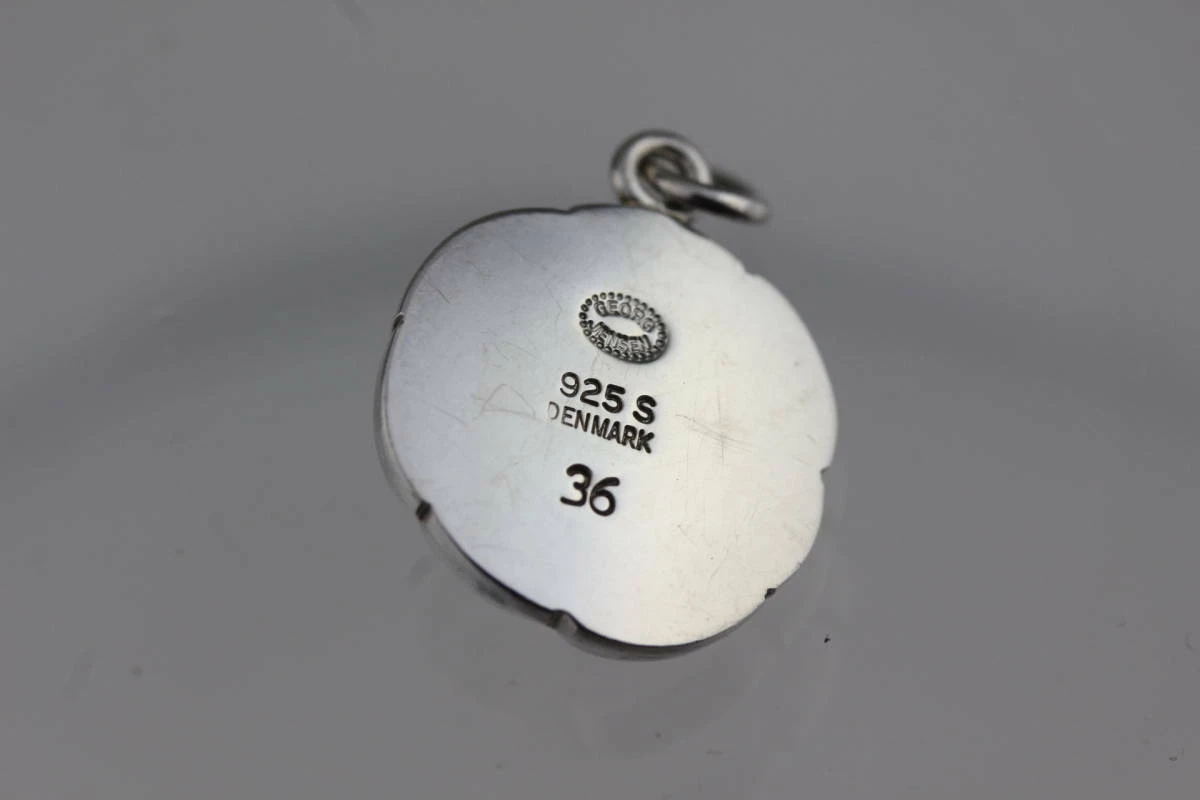 GEORG
JENSEN
925 S
DENMARK
36